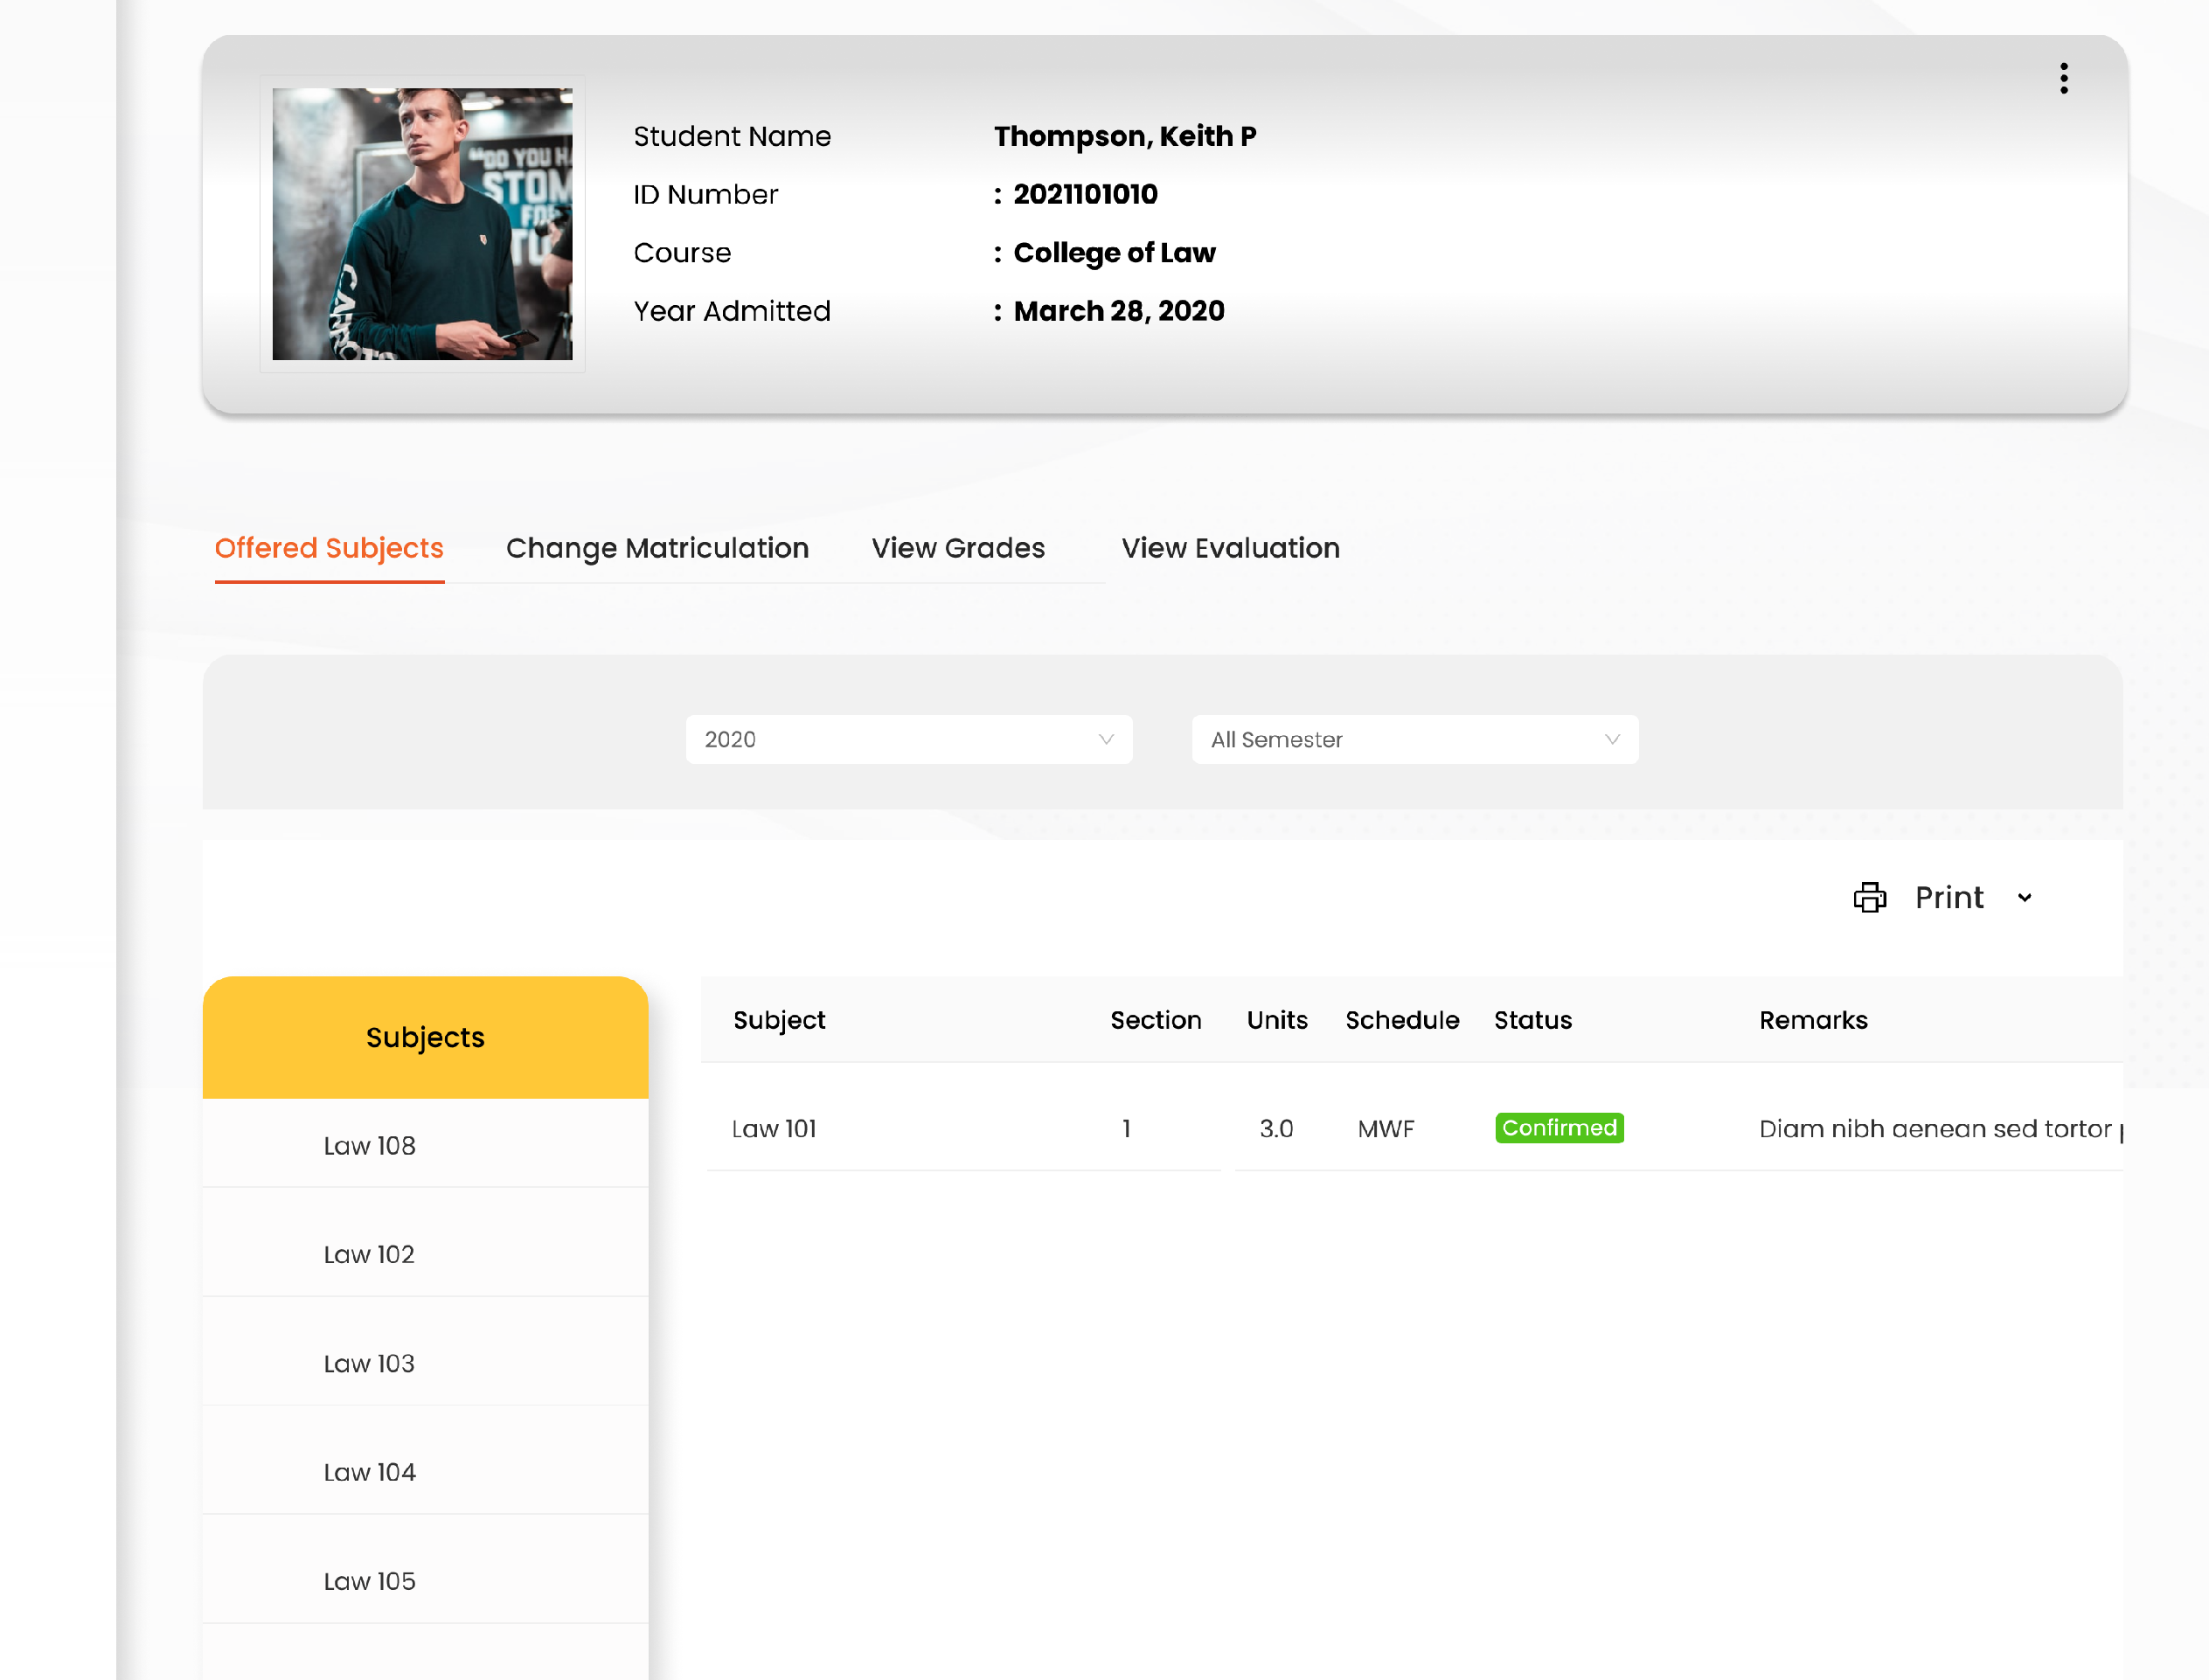 "DO YOU H
STOM
FOR
Student Name Thompson, Keith P
ID Number : 2021101010
Course : College of Law
Year Admitted : March 28, 2020
Offered Subjects Change Matriculation View Grades View Evaluation
2020 All Semester
Print
Subjects
Subject Section Units Schedule Status Remarks
Law 101 1 3.0 MWF Confirmed Diam nibh aenean sed tortor
Law 108
Law 102
Law 103
Law 104
Law 105